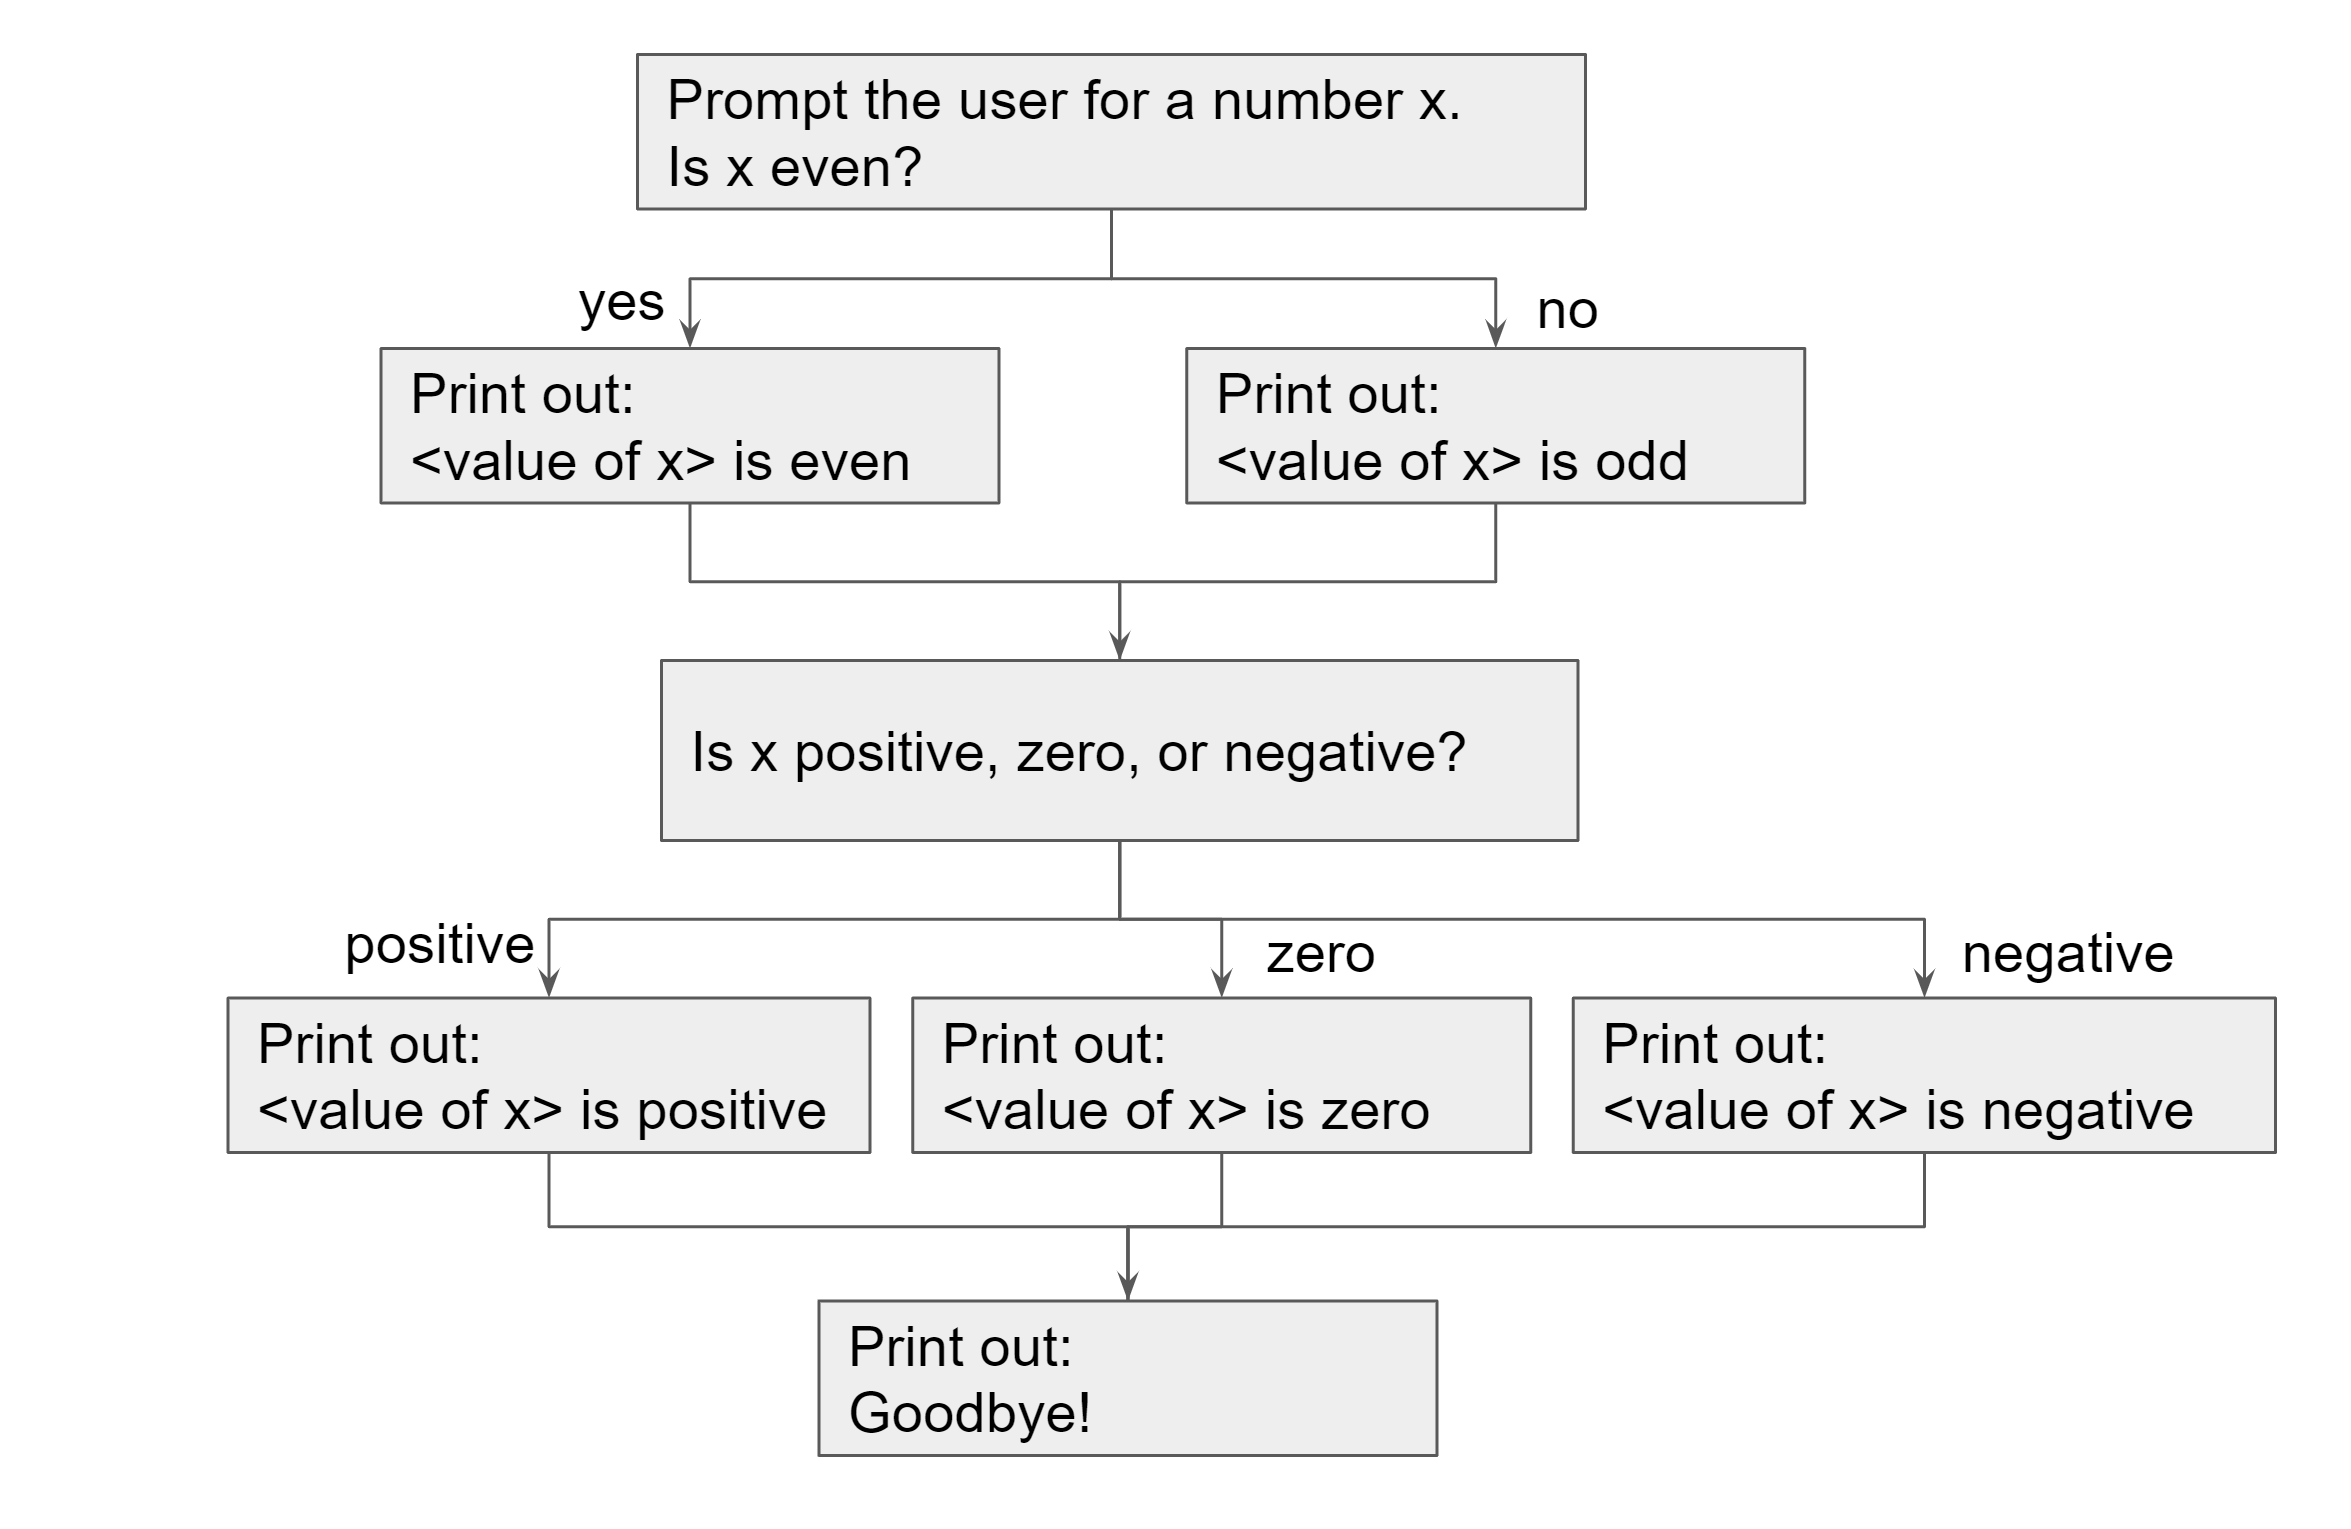 Prompt the user for a number x.
Is x even?
yes
no
Print out:
<value of x> is even
Print out:
<value of x> is odd
Is x positive, zero, or negative?
positive
zero
negative
Print out:
<value of x> is positive
Print out:
<value of x> is zero
Print out:
<value of x> is negative
Print out:
Goodbye!